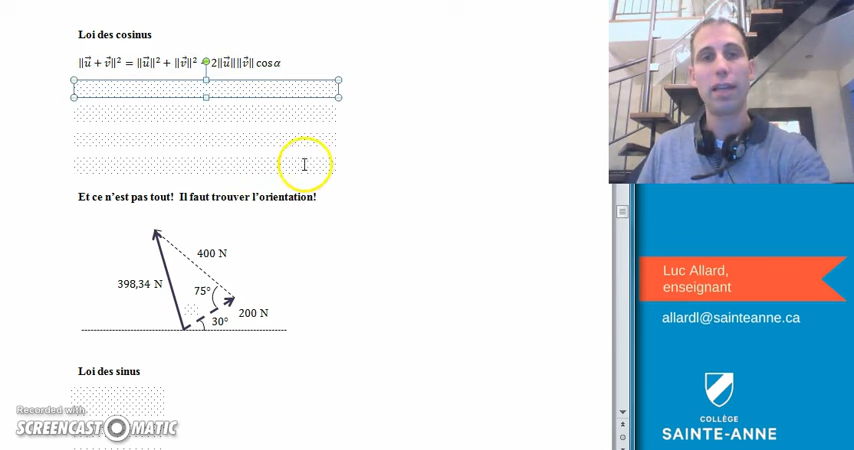 Loi des cosinus
‖u⃗ + v⃗‖² = ‖u⃗‖² + ‖v⃗‖² - 2‖u⃗‖‖v⃗‖ cos α
Et ce n’est pas tout! Il faut trouver l’orientation!
400 N
398,34 N
75°
200 N
30°
Loi des sinus
Recorded with
SCREENCAST MATIC
Luc Allard,
enseignant
allardl@sainteanne.ca
COLLÈGE
SAINTE-ANNE